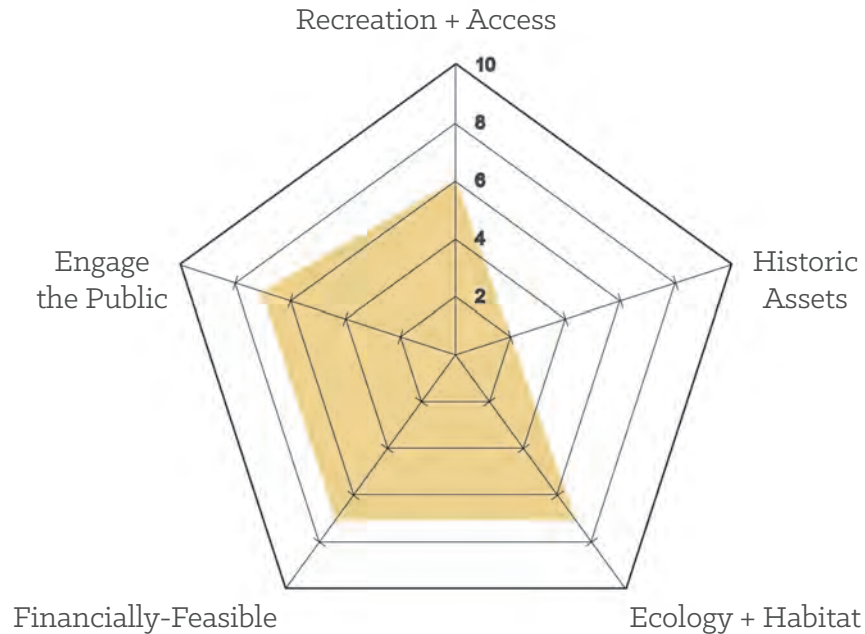 Recreation + Access
10
8
6
4
2
Engage
the Public
Historic
Assets
Financially-Feasible
Ecology + Habitat